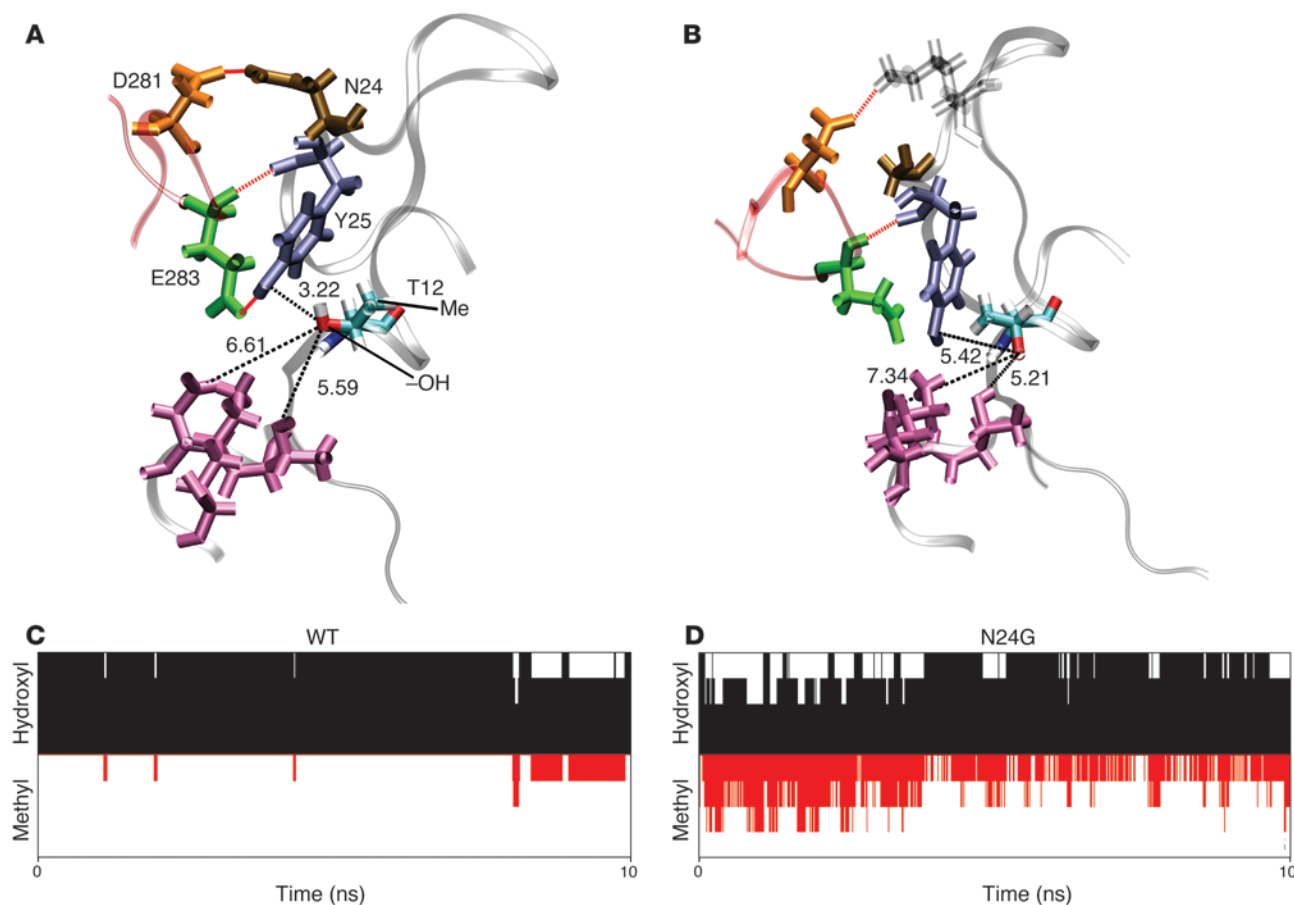 A
B
D281
N24
Y25
E283
3.22
T12
Me
6.61
5.59
–OH
5.42
7.34
5.21
C
WT
D
N24G
Hydroxyl
Methyl
Hydroxyl
Methyl
0
10
0
10
Time (ns)
Time (ns)